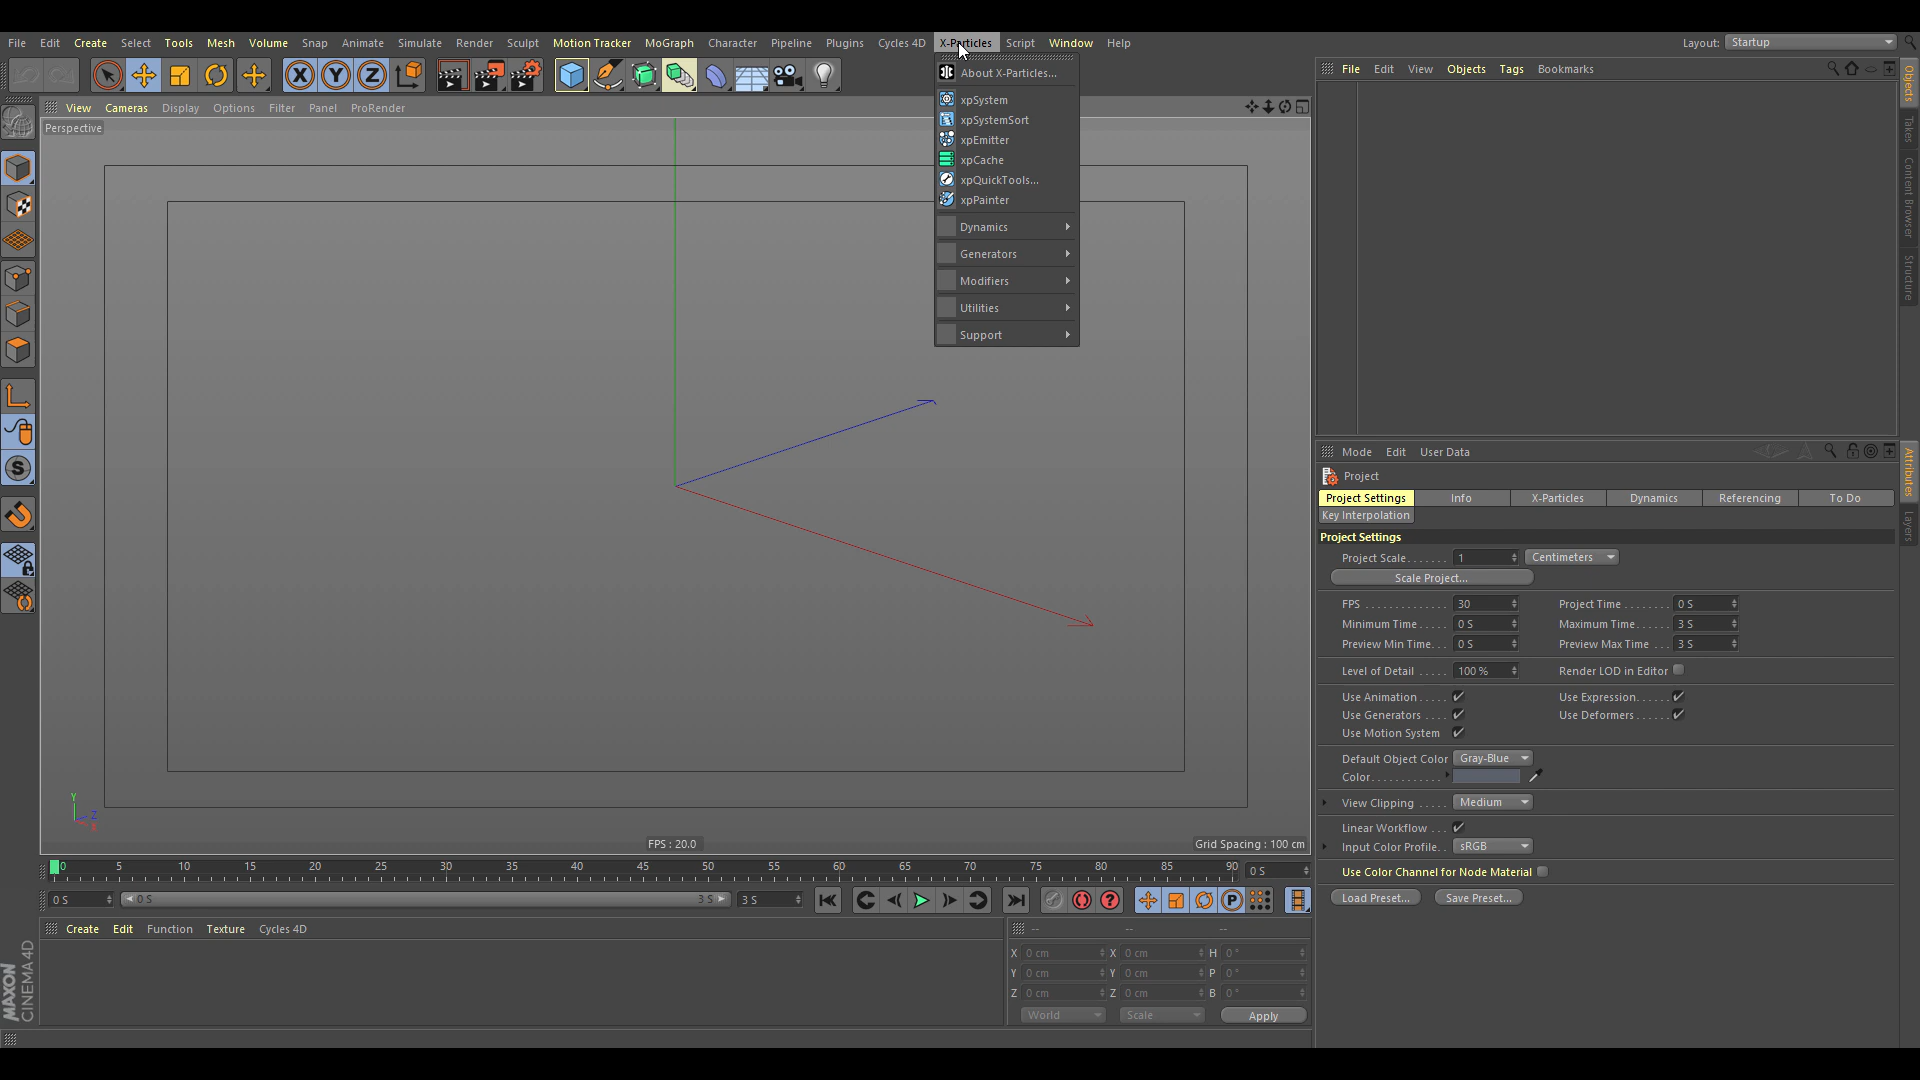 File Edit Create Select Tools Mesh Volume Snap Animate Simulate Render Sculpt Motion Tracker MoGraph Character Pipeline Plugins Cycles 4D X-Particles Script Window Help Layout: Startup
X Y Z
File Edit View Objects Tags Bookmarks
View Cameras Display Options Filter Panel ProRender
Perspective
About X-Particles...
xpSystem
xpSystemSort
xpEmitter
xpCache
xpQuickTools...
xpPainter
Dynamics
Generators
Modifiers
Utilities
Support
Objects
Takes
Content Browser
Structure
Mode Edit User Data
Project
Project Settings Info X-Particles Dynamics Referencing To Do
Key Interpolation
Attributes
Layers
Project Settings
Project Scale....... 1 Centimeters
Scale Project...
FPS .............. 30 Project Time ........ 0 S
Minimum Time ..... 0 S Maximum Time...... 3 S
Preview Min Time... 0 S Preview Max Time ... 3 S
Level of Detail ..... 100 % Render LOD in Editor
Use Animation ..... Use Expression......
Use Generators .... Use Deformers......
Use Motion System
Default Object Color Gray-Blue
Color............
View Clipping ..... Medium
Linear Workflow ...
Input Color Profile.. sRGB
Use Color Channel for Node Material
Load Preset... Save Preset...
S
Y
Z
X
FPS : 20.0 Grid Spacing : 100 cm
0 5 10 15 20 25 30 35 40 45 50 55 60 65 70 75 80 85 90 0 S
0 S 0 S 3 S 3 S P
Create Edit Function Texture Cycles 4D
-- -- --
X 0 cm X 0 cm H 0 °
Y 0 cm Y 0 cm P 0 °
Z 0 cm Z 0 cm B 0 °
World Scale Apply
MAXON
CINEMA 4D